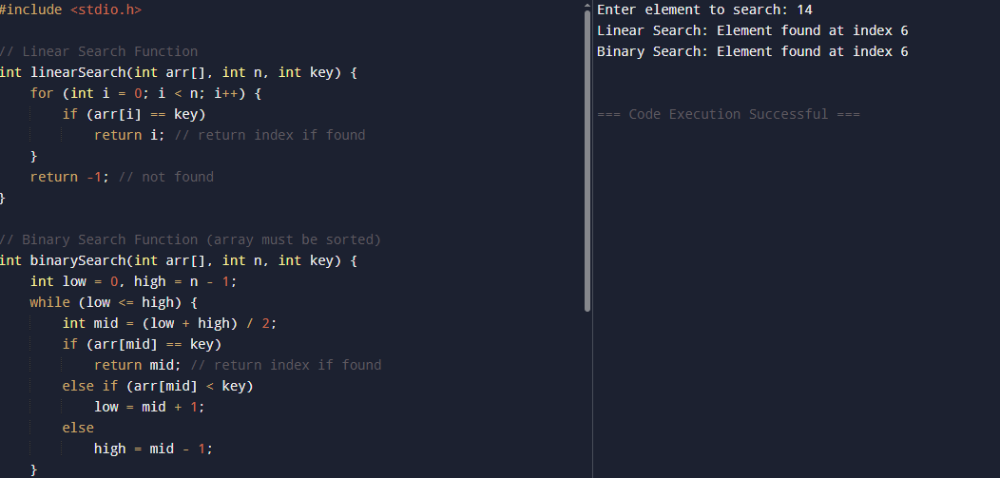 #include <stdio.h>
// Linear Search Function
int linearSearch(int arr[], int n, int key) {
    for (int i = 0; i < n; i++) {
        if (arr[i] == key)
            return i; // return index if found
    }
    return -1; // not found
}
// Binary Search Function (array must be sorted)
int binarySearch(int arr[], int n, int key) {
    int low = 0, high = n - 1;
    while (low <= high) {
        int mid = (low + high) / 2;
        if (arr[mid] == key)
            return mid; // return index if found
        else if (arr[mid] < key)
            low = mid + 1;
        else
            high = mid - 1;
    }
Enter element to search: 14
Linear Search: Element found at index 6
Binary Search: Element found at index 6
=== Code Execution Successful ===